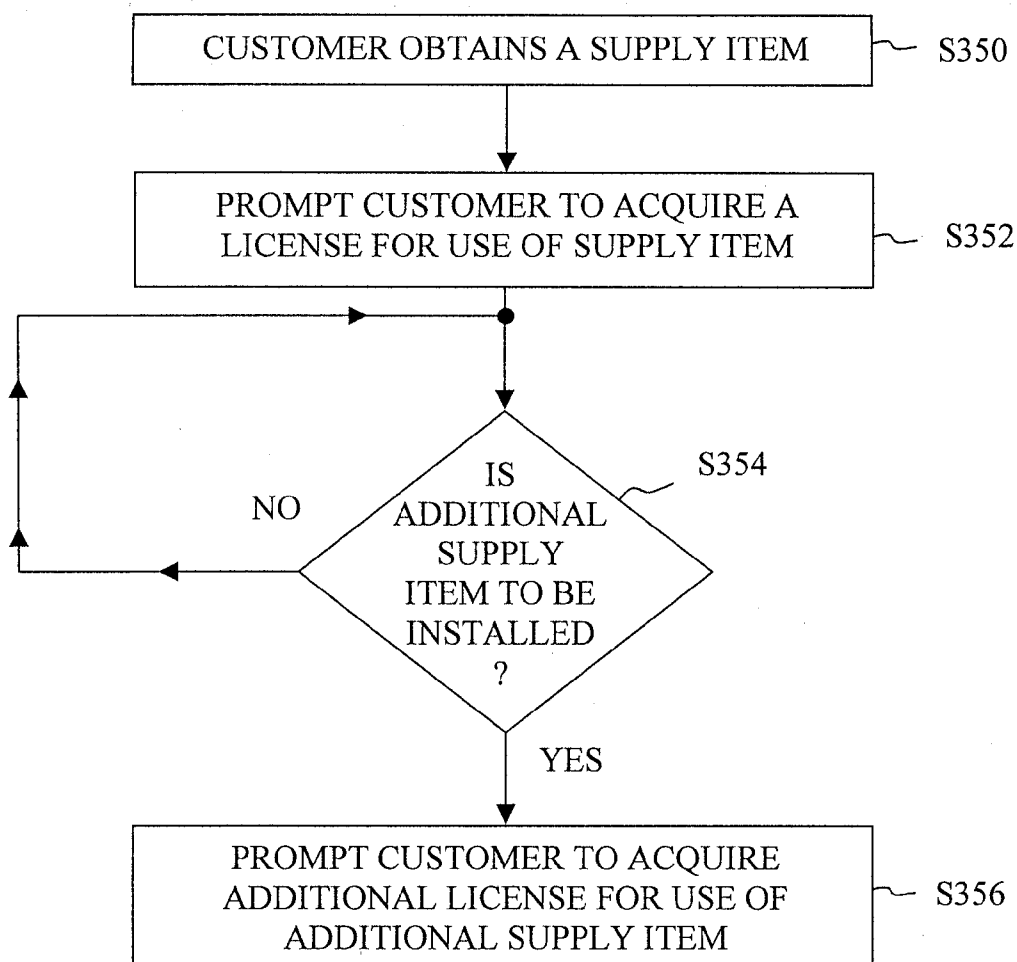 CUSTOMER OBTAINS A SUPPLY ITEM
S350
PROMPT CUSTOMER TO ACQUIRE A
LICENSE FOR USE OF SUPPLY ITEM
S352
S354
IS
ADDITIONAL
SUPPLY
ITEM TO BE
INSTALLED
?
NO
YES
PROMPT CUSTOMER TO ACQUIRE
ADDITIONAL LICENSE FOR USE OF
ADDITIONAL SUPPLY ITEM
S356